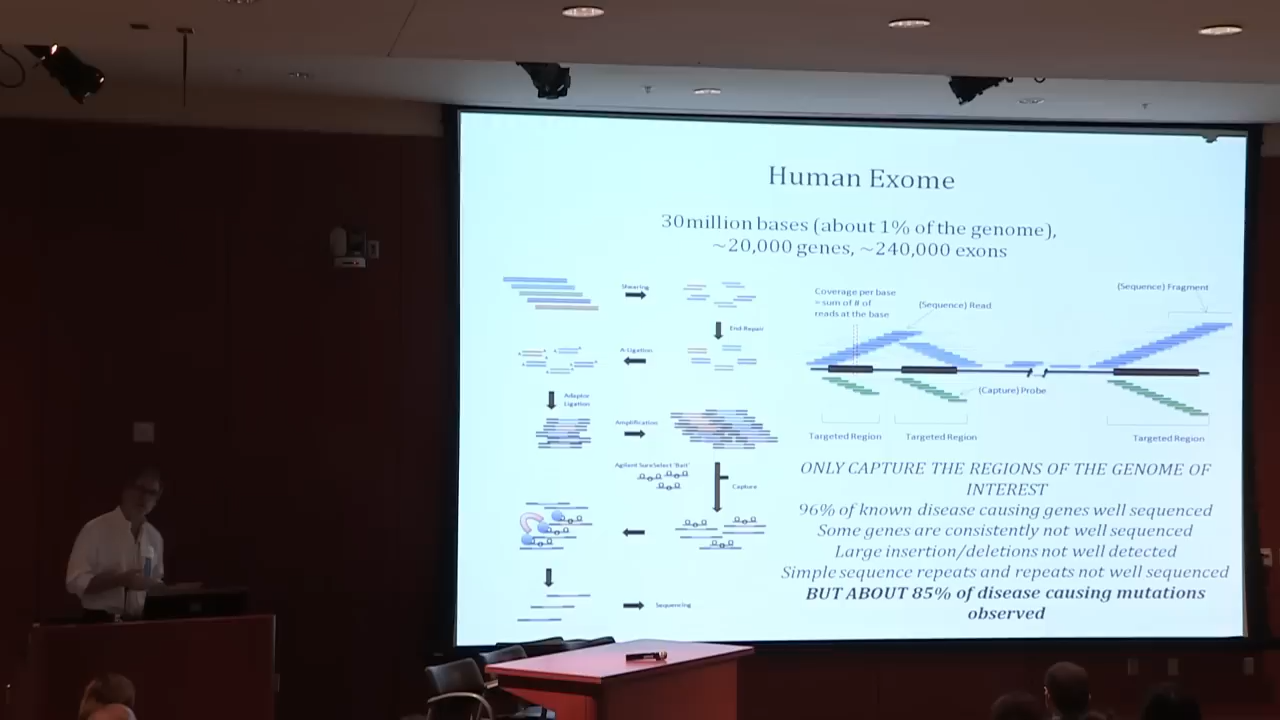 Human Exome
30million bases (about 1% of the genome),
~20,000 genes, ~240,000 exons
Shearing
End Repair
A-Ligation
Adaptor
Ligation
Amplification
Agilent SureSelect "Bait"
Capture
Sequencing
Coverage per base
= sum of # of
reads at the base
(Sequence) Read
(Sequence) Fragment
(Capture) Probe
Targeted Region
Targeted Region
Targeted Region
ONLY CAPTURE THE REGIONS OF THE GENOME OF
INTEREST
96% of known disease causing genes well sequenced
Some genes are consistently not well sequenced
Large insertion/deletions not well detected
Simple sequence repeats and repeats not well sequenced
BUT ABOUT 85% of disease causing mutations
observed